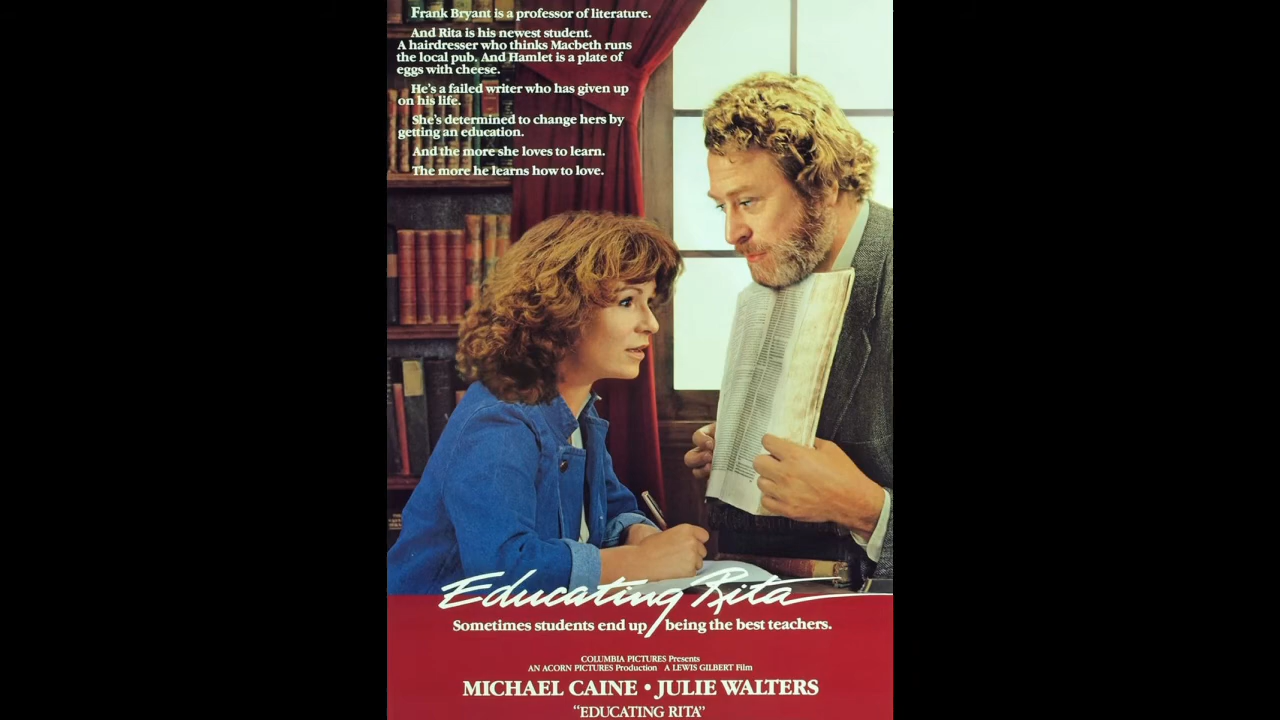 Frank Bryant is a professor of literature.
And Rita is his newest student.
A hairdresser who thinks Macbeth runs
the local pub. And Hamlet is a plate of
eggs with cheese.
He's a failed writer who has given up
on his life.
She's determined to change hers by
getting an education.
And the more she loves to learn.
The more he learns how to love.
Educating Rita
Sometimes students end up being the best teachers.
COLUMBIA PICTURES Presents
AN ACORN PICTURES Production A LEWIS GILBERT Film
MICHAEL CAINE • JULIE WALTERS
"EDUCATING RITA"